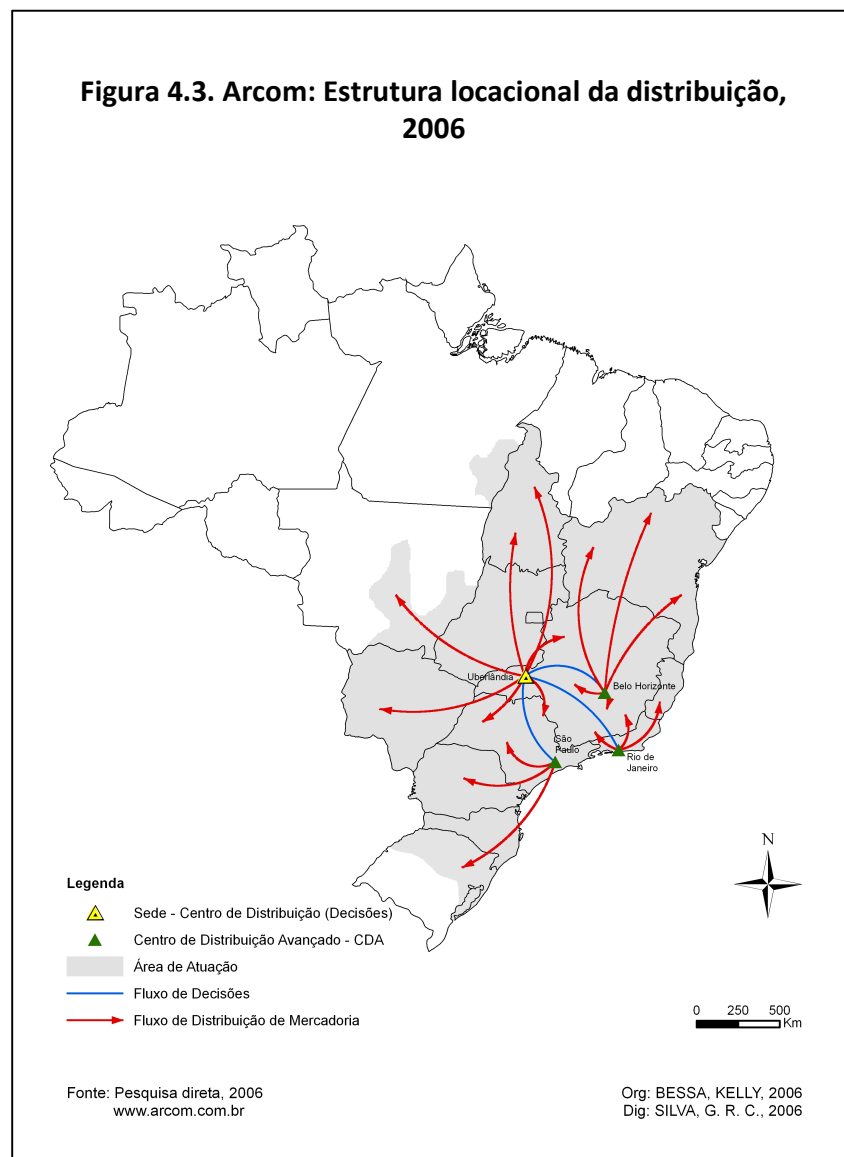 Figura 4.3. Arcom: Estrutura locacional da distribuição,
2006
Uberlândia
Belo Horizonte
São
Paulo
Rio de
Janeiro
N
Legenda
Sede - Centro de Distribuição (Decisões)
Centro de Distribuição Avançado - CDA
Área de Atuação
Fluxo de Decisões
Fluxo de Distribuição de Mercadoria
0 250 500
Km
Fonte: Pesquisa direta, 2006
www.arcom.com.br
Org: BESSA, KELLY, 2006
Dig: SILVA, G. R. C., 2006